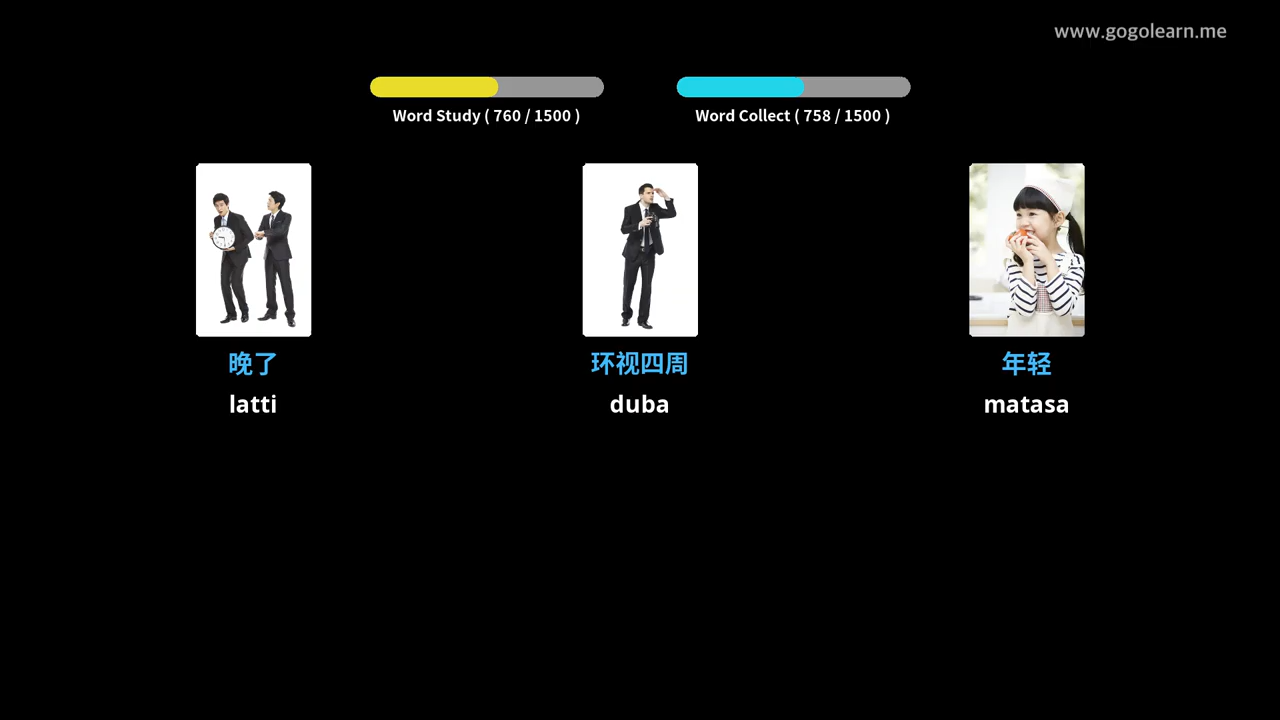 www.gogolearn.me
Word Study ( 760 / 1500 )
Word Collect ( 758 / 1500 )
晚了
环视四周
年轻
latti
duba
matasa